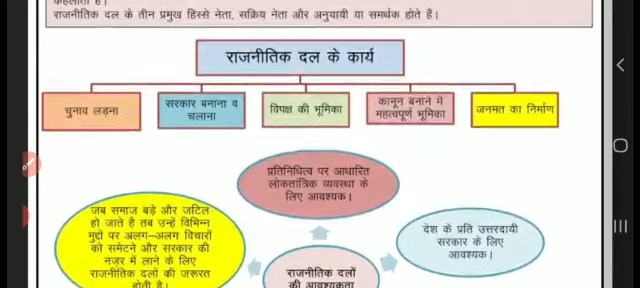 कहलाता है।
राजनीतिक दल के तीन प्रमुख हिस्से नेता, सक्रिय नेता और अनुयायी या समर्थक होते हैं।
राजनीतिक दल के कार्य
चुनाव लड़ना
सरकार बनाना व
चलाना
विपक्ष की भूमिका
कानून बनाने में
महत्वपूर्ण भूमिका
जनमत का निर्माण
प्रतिनिधित्व पर आधारित
लोकतांत्रिक व्यवस्था के
लिए आवश्यक।
जब समाज बड़े और जटिल
हो जाते है तब उन्हें विभिन्न
मुद्दों पर अलग–अलग विचारों
को समेटने और सरकार की
नजर में लाने के लिए
राजनीतिक दलों की जरूरत
होती है।
देश के प्रति उत्तरदायी
सरकार के लिए
आवश्यक।
राजनीतिक दलों
की आवश्यकता